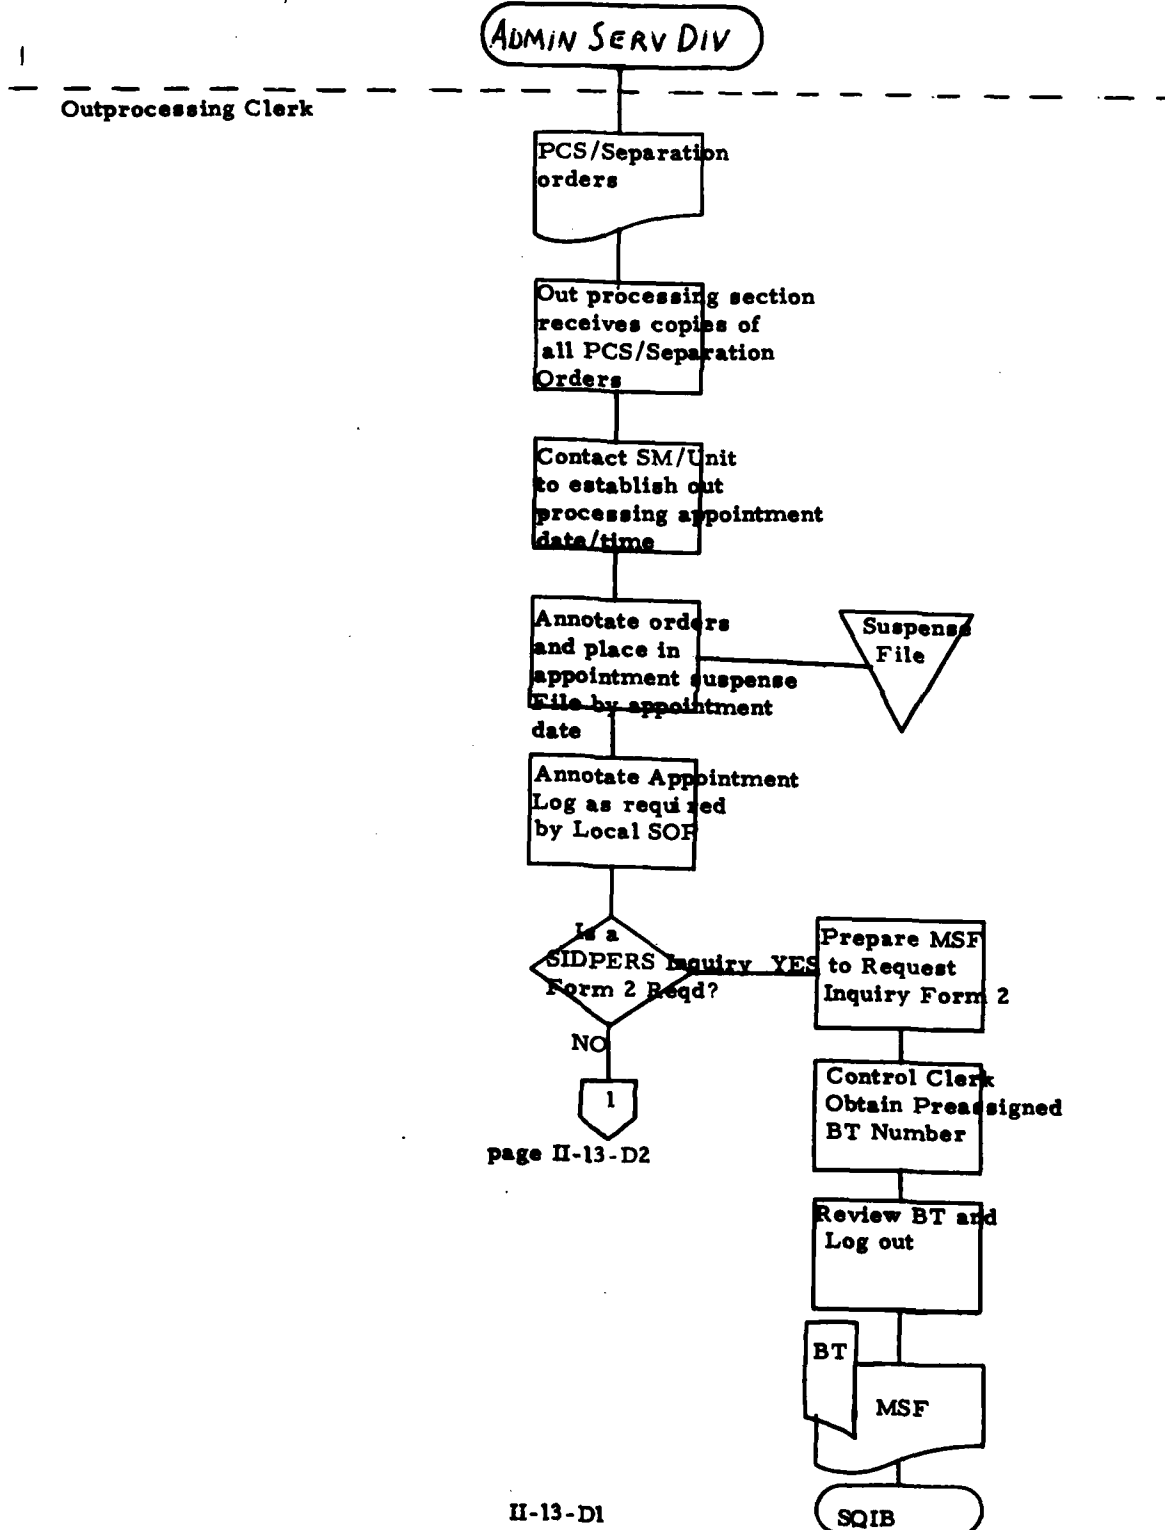 ADMIN SERV DIV
Outprocessing Clerk
PCS/Separation
orders
Out processing section
receives copies of
all PCS/Separation
Orders
Contact SM/Unit
to establish out
processing appointment
date/time
Annotate orders
and place in
appointment suspense
File by appointment
date
Suspense
File
Annotate Appointment
Log as required
by Local SOP
Is a
SIDPERS Inquiry
Form 2 Reqd?
YES
NO
1
page II-13-D2
Prepare MSF
to Request
Inquiry Form 2
Control Clerk
Obtain Preassigned
BT Number
Review BT and
Log out
BT
MSF
SQIB
II-13-D1